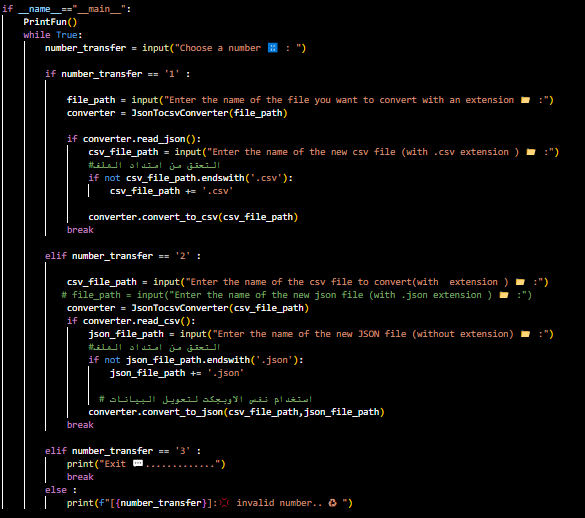 if __name__=="__main__":
    PrintFun()
    while True:
        number_transfer = input("Choose a number 🔢 : ")
        if number_transfer == '1' :
            file_path = input("Enter the name of the file you want to convert with an extension 📂 :")
            converter = JsonTocsvConverter(file_path)
            if converter.read_json():
                csv_file_path = input("Enter the name of the new csv file (with .csv extension ) 📂 :")
                #التحقق من امتداد الملف
                if not csv_file_path.endswith('.csv'):
                    csv_file_path += '.csv'
                converter.convert_to_csv(csv_file_path)
            break
        elif number_transfer == '2' :
            csv_file_path = input("Enter the name of the csv file to convert(with  extension ) 📂 :")
           # file_path = input("Enter the name of the new json file (with .json extension ) 📂 :")
            converter = JsonTocsvConverter(csv_file_path)
            if converter.read_csv():
                json_file_path = input("Enter the name of the new JSON file (without extension) 📂 :")
                #التحقق من امتداد الملف
                if not json_file_path.endswith('.json'):
                    json_file_path += '.json'
                  # استخدام نفس الاوبجكت لتحويل البيانات
                converter.convert_to_json(csv_file_path,json_file_path)
            break
        elif number_transfer == '3' :
            print("Exit 💬.............")
            break
        else :
            print(f"[{number_transfer}]:💢 invalid number.. ♻ ")